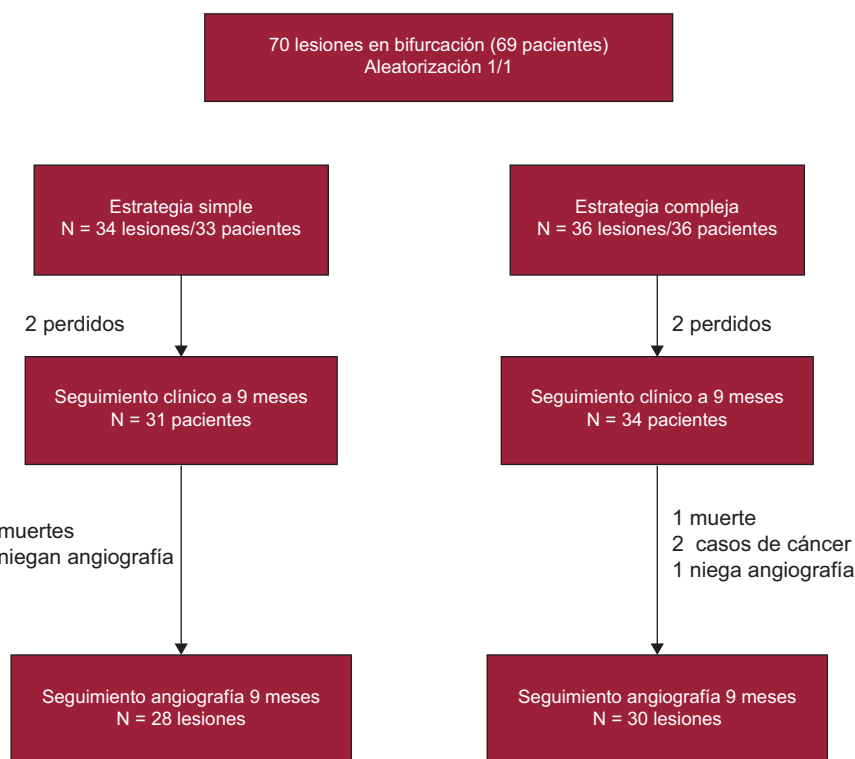 70 lesiones en bifurcación (69 pacientes)
Aleatorización 1/1
Estrategia simple
N = 34 lesiones/33 pacientes
Estrategia compleja
N = 36 lesiones/36 pacientes
2 perdidos
2 perdidos
Seguimiento clínico a 9 meses
N = 31 pacientes
Seguimiento clínico a 9 meses
N = 34 pacientes
muertes
niegan angiografía
1 muerte
2 casos de cáncer
1 niega angiografía
Seguimiento angiografía 9 meses
N = 28 lesiones
Seguimiento angiografía 9 meses
N = 30 lesiones